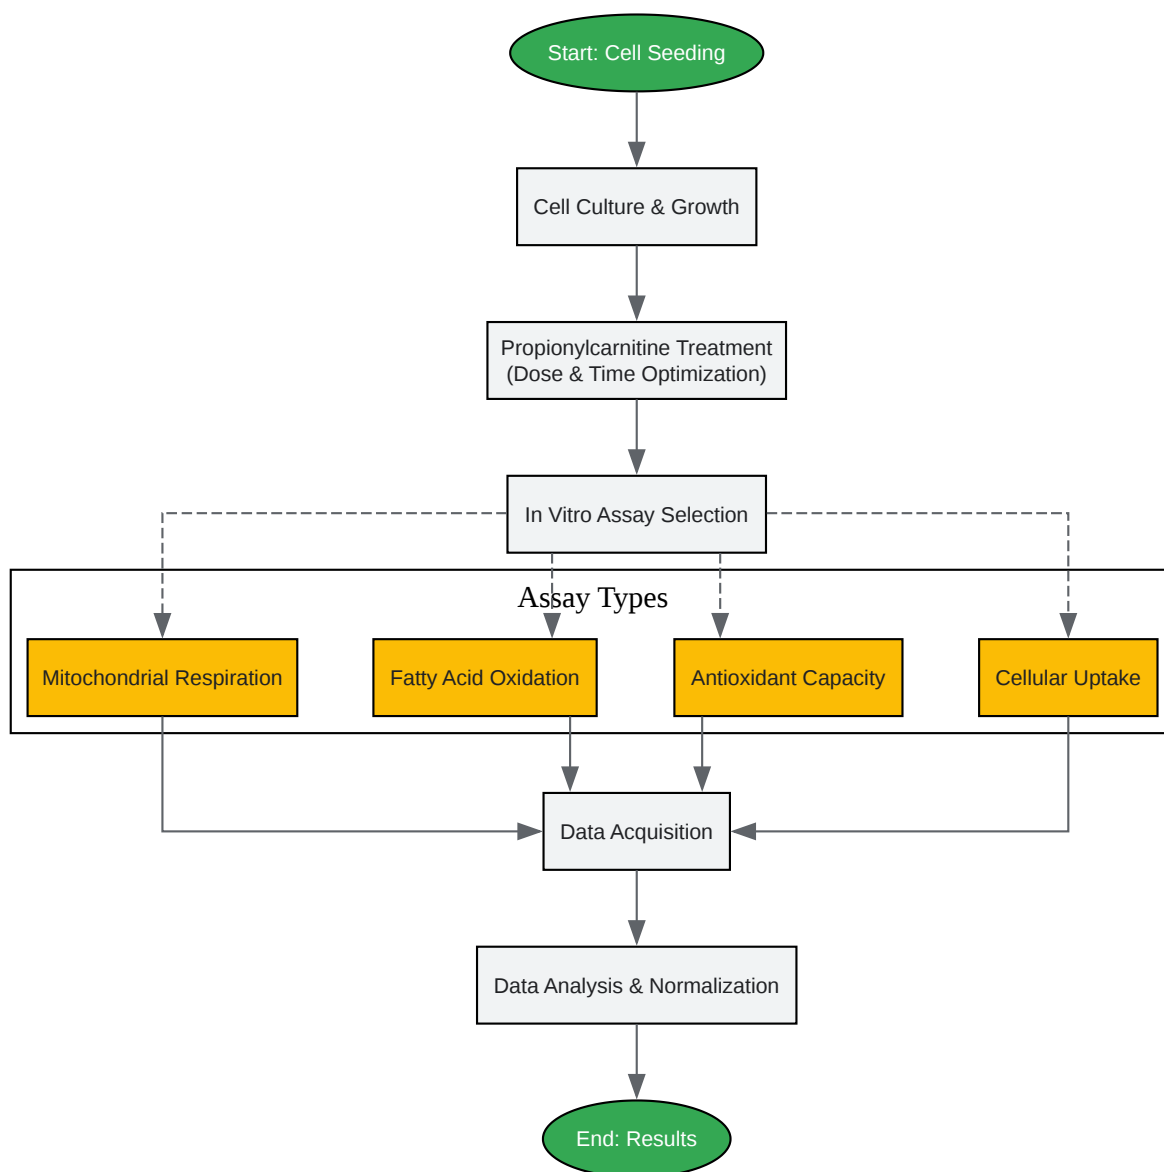 Start: Cell Seeding
Cell Culture & Growth
Propionylcarnitine Treatment
(Dose & Time Optimization)
In Vitro Assay Selection
Assay Types
Mitochondrial Respiration
Fatty Acid Oxidation
Antioxidant Capacity
Cellular Uptake
Data Acquisition
Data Analysis & Normalization
End: Results